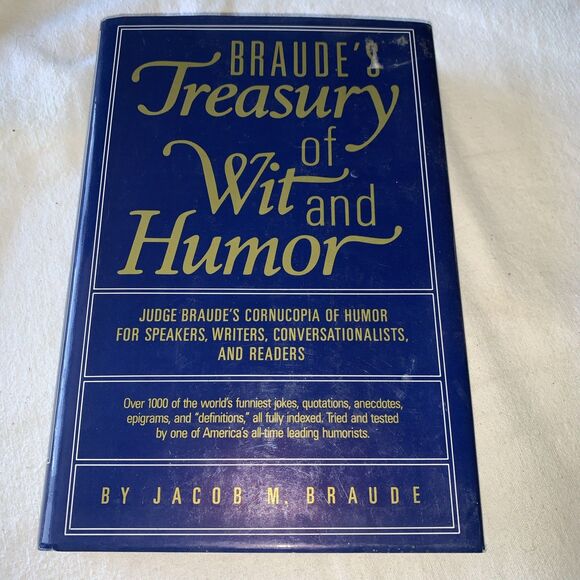 BRAUDE'S
Treasury
of
Wit and
Humor
JUDGE BRAUDE'S CORNUCOPIA OF HUMOR
FOR SPEAKERS, WRITERS, CONVERSATIONALISTS,
AND READERS
Over 1000 of the world's funniest jokes, quotations, anecdotes,
epigrams, and "definitions," all fully indexed. Tried and tested
by one of America's all-time leading humorists.
BY JACOB M. BRAUDE